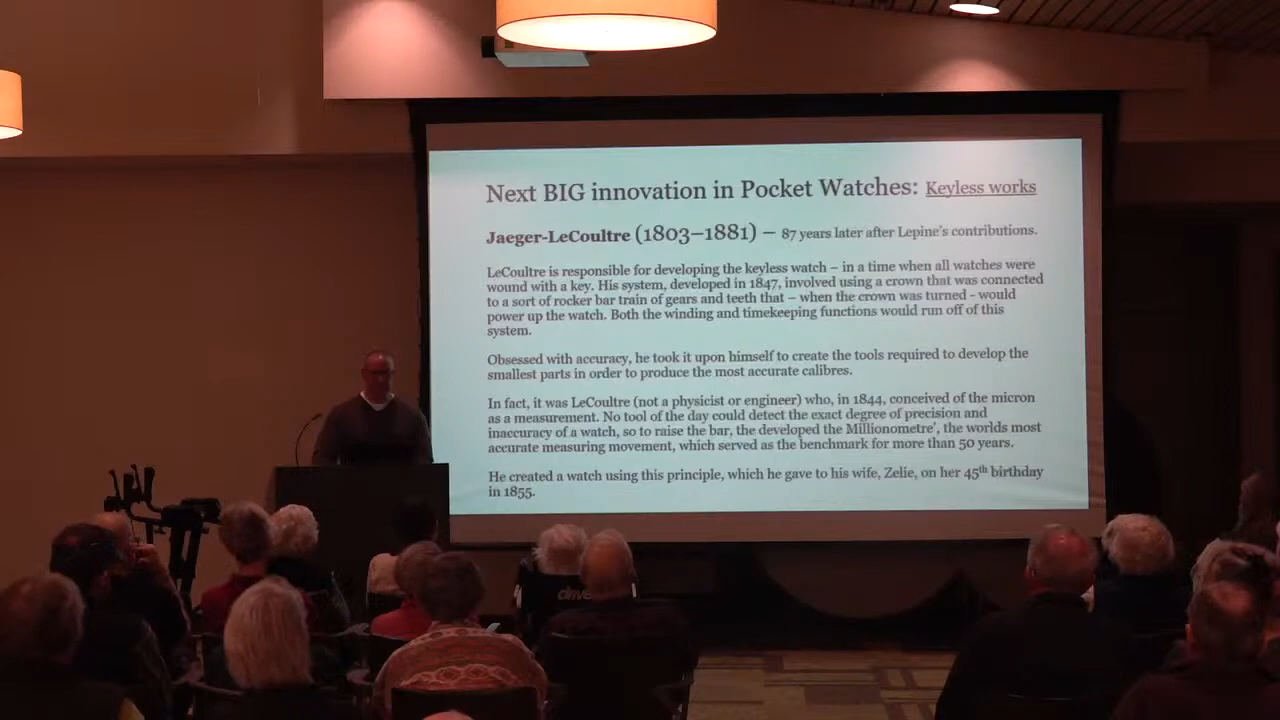 Next BIG innovation in Pocket Watches: Keyless works
Jaeger-LeCoultre (1803–1881) – 87 years later after Lepine's contributions.
LeCoultre is responsible for developing the keyless watch – in a time when all watches were
wound with a key. His system, developed in 1847, involved using a crown that was connected
to a sort of rocker bar train of gears and teeth that – when the crown was turned - would
power up the watch. Both the winding and timekeeping functions would run off of this
system.
Obsessed with accuracy, he took it upon himself to create the tools required to develop the
smallest parts in order to produce the most accurate calibres.
In fact, it was LeCoultre (not a physicist or engineer) who, in 1844, conceived of the micron
as a measurement. No tool of the day could detect the exact degree of precision and
inaccuracy of a watch, so to raise the bar, the developed the Millionometre', the worlds most
accurate measuring movement, which served as the benchmark for more than 50 years.
He created a watch using this principle, which he gave to his wife, Zelie, on her 45th birthday
in 1855.
drive